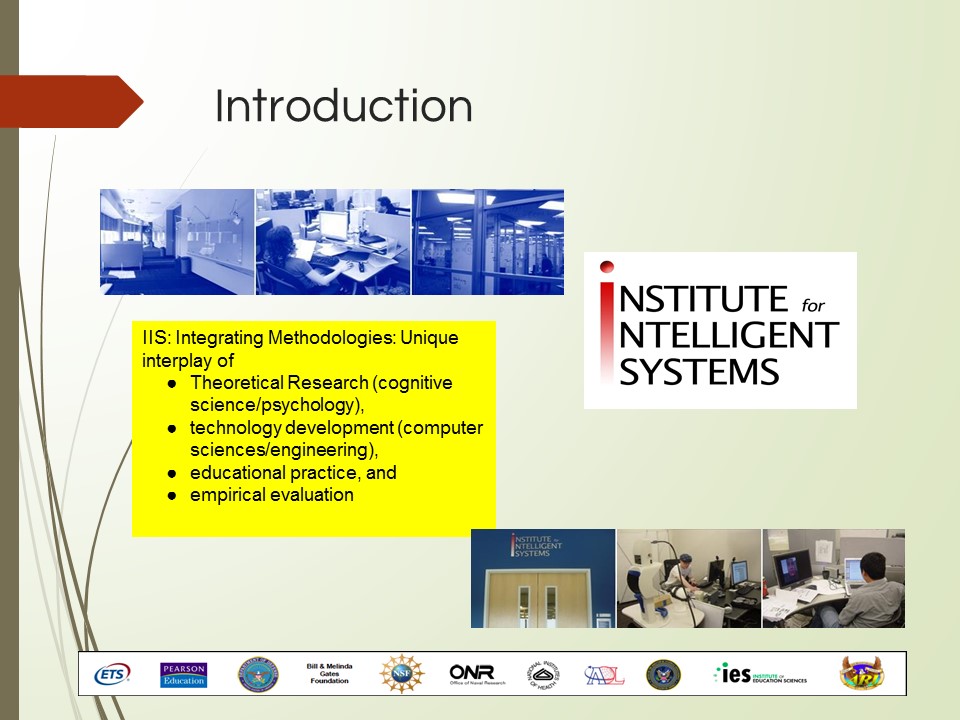 Introduction
iNSTITUTE for
iNTELLIGENT
SYSTEMS
IIS: Integrating Methodologies: Unique
interplay of
● Theoretical Research (cognitive
science/psychology),
● technology development (computer
sciences/engineering),
● educational practice, and
● empirical evaluation
iNSTITUTE for
INTELLIGENT
SYSTEMS
ETS
PEARSON
Education
Bill & Melinda
Gates
Foundation
NSF
ONR
Office of Naval Research
NATIONAL INSTITUTES
OF HEALTH
ADL
ies INSTITUTE OF
EDUCATION SCIENCES